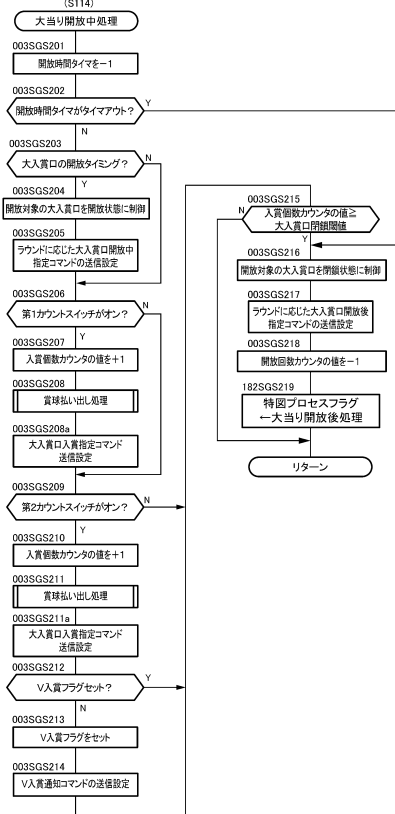 (S114)
大当り開放中処理
003SGS201
開放時間タイマを−1
003SGS202
開放時間タイマがタイマアウト?
Y
N
003SGS203
大入賞口の開放タイミング?
N
Y
003SGS204
開放対象の大入賞口を開放状態に制御
003SGS205
ラウンドに応じた大入賞口開放中
指定コマンドの送信設定
003SGS206
第1カウントスイッチがオン?
N
Y
003SGS207
入賞個数カウンタの値を+1
003SGS208
賞球払い出し処理
003SGS208a
大入賞口入賞指定コマンド
送信設定
003SGS209
第2カウントスイッチがオン?
N
Y
003SGS210
入賞個数カウンタの値を+1
003SGS211
賞球払い出し処理
003SGS211a
大入賞口入賞指定コマンド
送信設定
003SGS212
V入賞フラグセット?
Y
N
003SGS213
V入賞フラグをセット
003SGS214
V入賞通知コマンドの送信設定
003SGS215
入賞個数カウンタの値≧
大入賞口閉鎖閾値
N
Y
003SGS216
開放対象の大入賞口を閉鎖状態に制御
003SGS217
ラウンドに応じた大入賞口開放後
指定コマンドの送信設定
003SGS218
開放回数カウンタの値を−1
182SGS219
特図プロセスフラグ
←大当り開放後処理
リターン